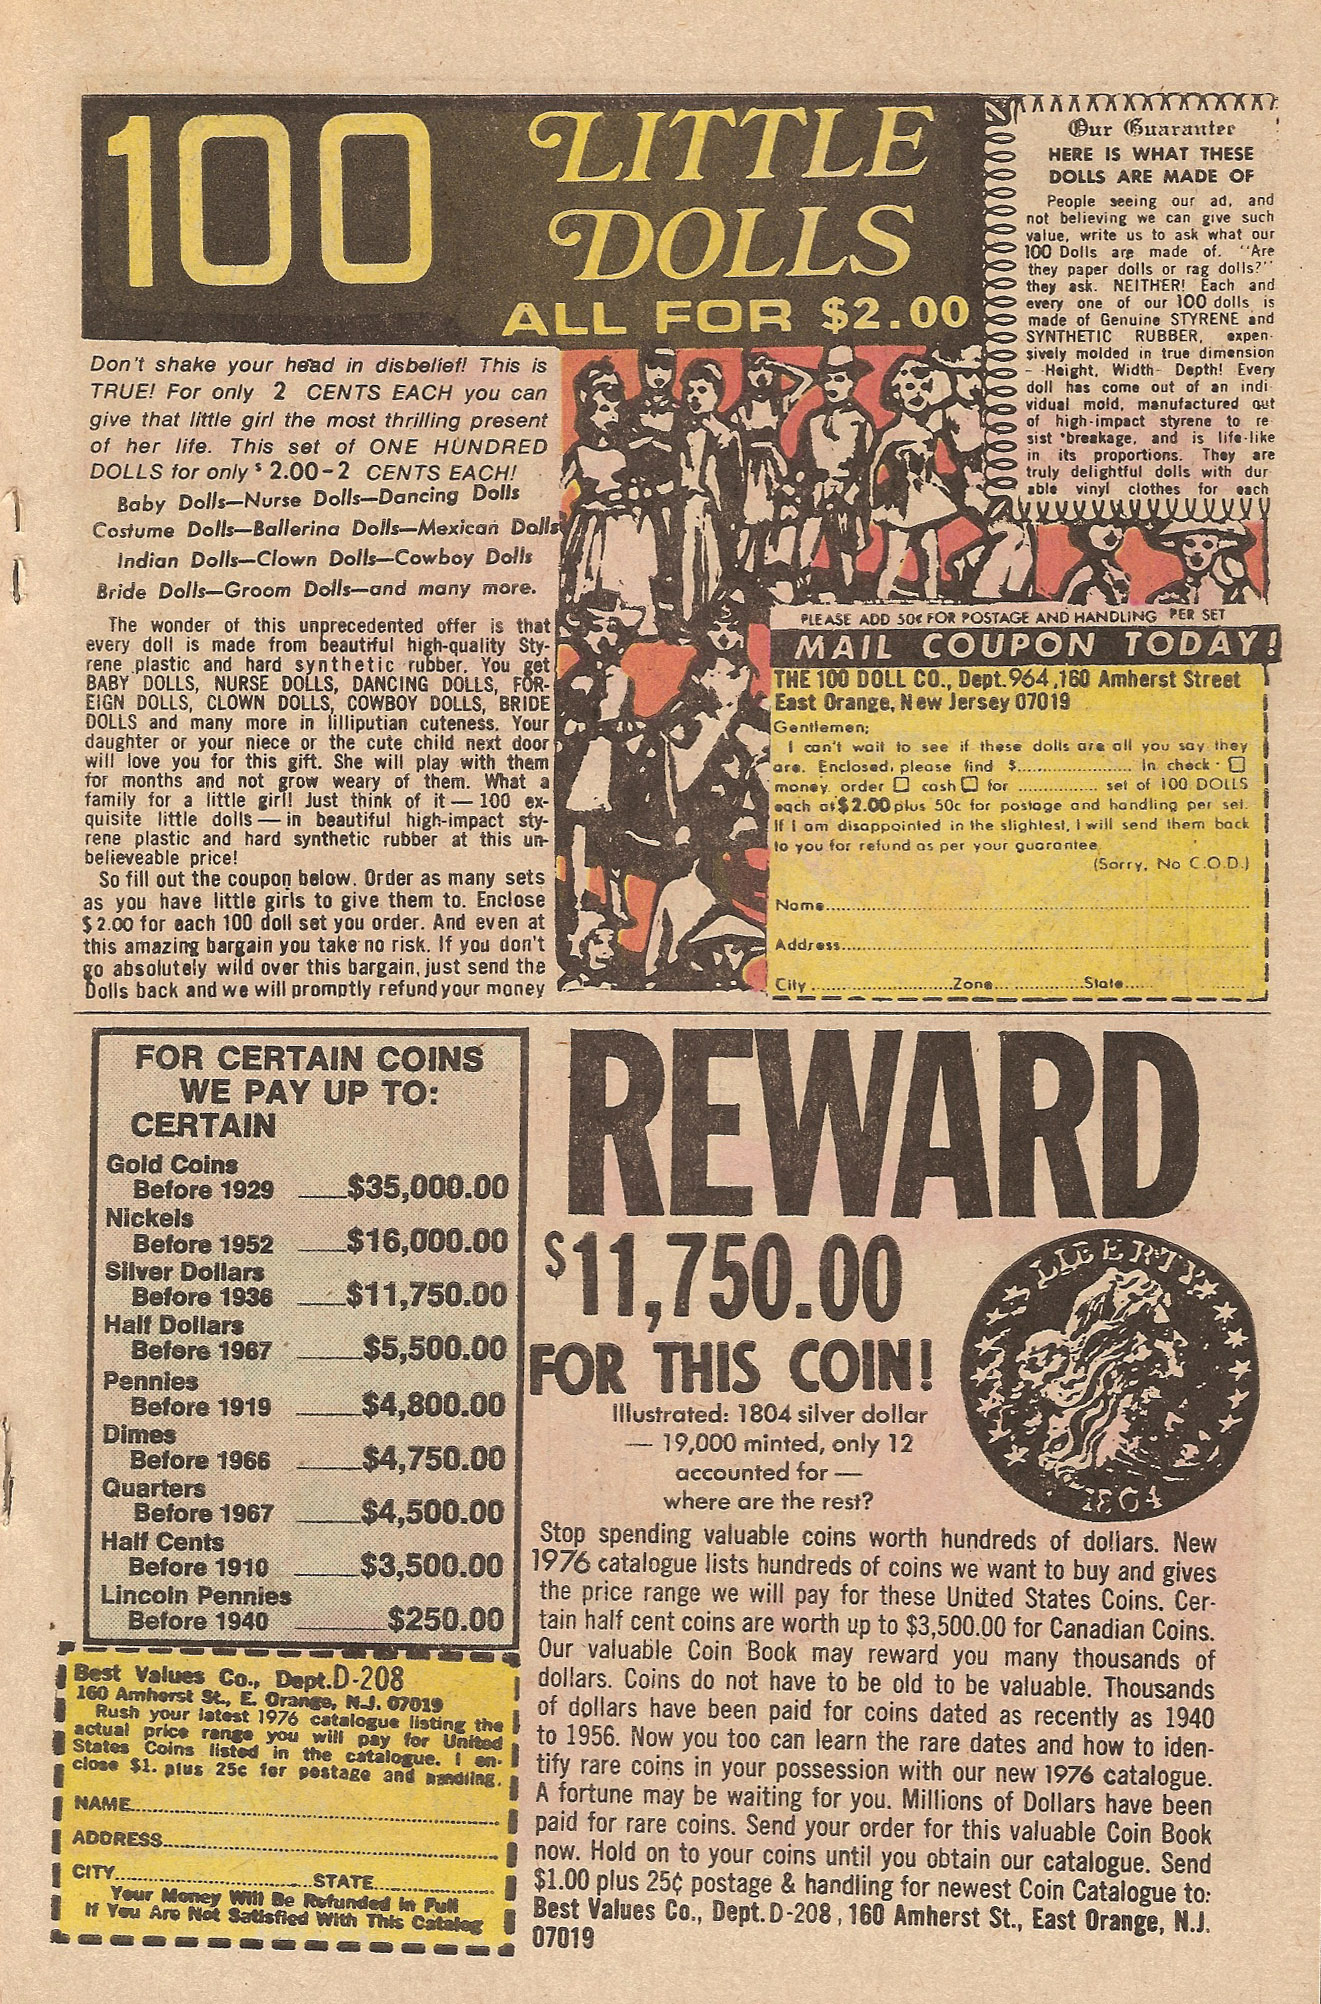 100
LITTLE
DOLLS
ALL FOR $2.00
Don't shake your head in disbelief! This is
TRUE! For only 2 CENTS EACH you can
give that little girl the most thrilling present
of her life. This set of ONE HUNDRED
DOLLS for only $2.00-2 CENTS EACH!
Baby Dolls—Nurse Dolls—Dancing Dolls
Costume Dolls—Ballerina Dolls—Mexican Dolls
Indian Dolls—Clown Dolls—Cowboy Dolls
Bride Dolls—Groom Dolls—and many more.
The wonder of this unprecedented offer is that
every doll is made from beautiful high-quality Sty-
rene plastic and hard synthetic rubber. You get
BABY DOLLS, NURSE DOLLS, DANCING DOLLS, FOR-
EIGN DOLLS, CLOWN DOLLS, COWBOY DOLLS, BRIDE
DOLLS and many more in lilliputian cuteness. Your
daughter or your niece or the cute child next door
will love you for this gift. She will play with them
for months and not grow weary of them. What a
family for a little girl! Just think of it — 100 ex-
quisite little dolls — in beautiful high-impact sty-
rene plastic and hard synthetic rubber at this un-
believeable price!
So fill out the coupon below. Order as many sets
as you have little girls to give them to. Enclose
$2.00 for each 100 doll set you order. And even at
this amazing bargain you take no risk. If you don't
go absolutely wild over this bargain, just send the
Dolls back and we will promptly refund your money
Our Guarantee
HERE IS WHAT THESE
DOLLS ARE MADE OF
People seeing our ad, and
not believing we can give such
value, write us to ask what our
100 Dolls are made of. "Are
they paper dolls or rag dolls?"
they ask. NEITHER! Each and
every one of our 100 dolls is
made of Genuine STYRENE and
SYNTHETIC RUBBER, expen-
sively molded in true dimension
- Height, Width- Depth! Every
doll has come out of an indi-
vidual mold, manufactured out
of high-impact styrene to re-
sist breakage, and is life-like
in its proportions. They are
truly delightful dolls with dur-
able vinyl clothes for each
PLEASE ADD 50¢ FOR POSTAGE AND HANDLING PER SET
MAIL COUPON TODAY!
THE 100 DOLL CO., Dept. 964, 160 Amherst Street
East Orange, New Jersey 07019
Gentlemen;
I can't wait to see if these dolls are all you say they
are. Enclosed, please find $...................... In check
money order cash for ................ set of 100 DOLLS
each at $2.00 plus 50c for postage and handling per set.
If I am disappointed in the slightest, I will send them back
to you for refund as per your guarantee
(Sorry, No C.O.D.)
Name
Address
City Zone State
FOR CERTAIN COINS
WE PAY UP TO:
CERTAIN
Gold Coins
Before 1929 $35,000.00
Nickels
Before 1952 $16,000.00
Silver Dollars
Before 1936 $11,750.00
Half Dollars
Before 1967 $5,500.00
Pennies
Before 1919 $4,800.00
Dimes
Before 1966 $4,750.00
Quarters
Before 1967 $4,500.00
Half Cents
Before 1910 $3,500.00
Lincoln Pennies
Before 1940 $250.00
Best Values Co., Dept. D-208
160 Amherst St., E. Orange, N.J. 07019
Rush your latest 1976 catalogue listing the
actual price range you will pay for United
States Coins listed in the catalogue. I en-
close $1. plus 25c for postage and handling.
NAME
ADDRESS
CITY STATE
Your Money Will Be Refunded In Full
If You Are Not Satisfied With This Catalog
REWARD
$11,750.00
FOR THIS COIN!
LIBERTY
1804
Illustrated: 1804 silver dollar
— 19,000 minted, only 12
accounted for —
where are the rest?
Stop spending valuable coins worth hundreds of dollars. New
1976 catalogue lists hundreds of coins we want to buy and gives
the price range we will pay for these United States Coins. Cer-
tain half cent coins are worth up to $3,500.00 for Canadian Coins.
Our valuable Coin Book may reward you many thousands of
dollars. Coins do not have to be old to be valuable. Thousands
of dollars have been paid for coins dated as recently as 1940
to 1956. Now you too can learn the rare dates and how to iden-
tify rare coins in your possession with our new 1976 catalogue.
A fortune may be waiting for you. Millions of Dollars have been
paid for rare coins. Send your order for this valuable Coin Book
now. Hold on to your coins until you obtain our catalogue. Send
$1.00 plus 25¢ postage & handling for newest Coin Catalogue to:
Best Values Co., Dept. D-208, 160 Amherst St., East Orange, N.J.
07019